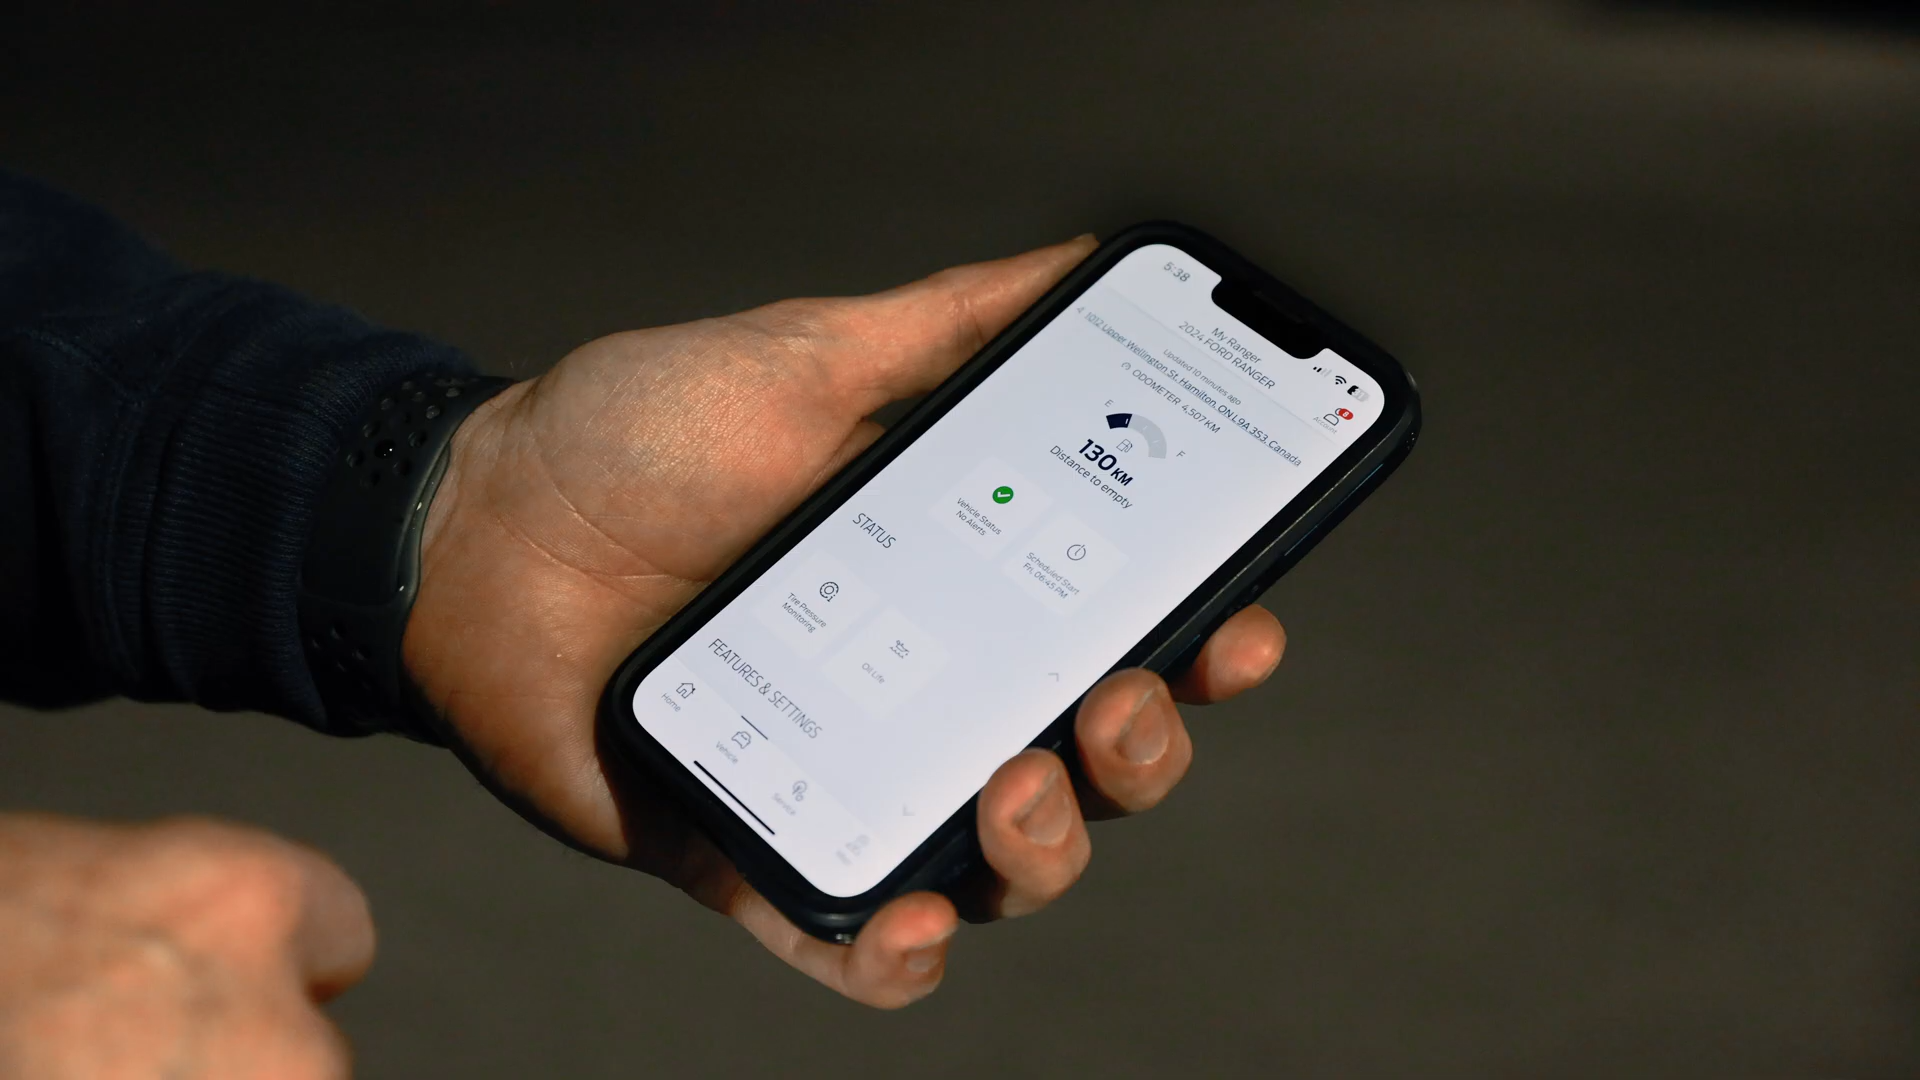 5:38
My Ranger
2024 FORD RANGER
Updated 10 minutes ago
1012 Upper Wellington St, Hamilton, ON L9A 3S3, Canada
ODOMETER 4,507 KM
8
Account
E
F
130 KM
Distance to empty
Vehicle Status
No Alerts
Scheduled Start
Fri, 06:45 PM
STATUS
Tire Pressure
Monitoring
Oil Life
FEATURES & SETTINGS
Home
Vehicle
Service